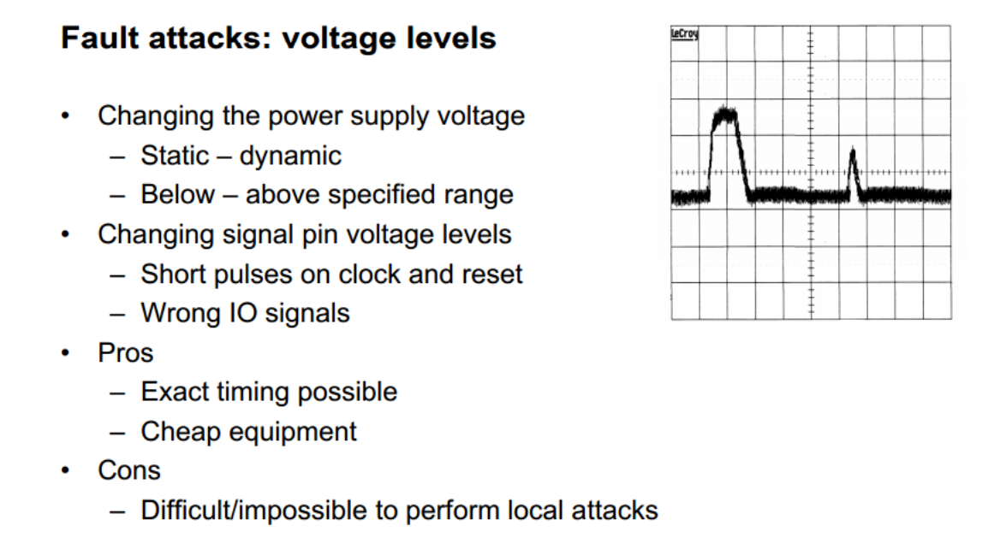 Fault attacks: voltage levels
LeCroy
• Changing the power supply voltage
– Static – dynamic
– Below – above specified range
• Changing signal pin voltage levels
– Short pulses on clock and reset
– Wrong IO signals
• Pros
– Exact timing possible
– Cheap equipment
• Cons
– Difficult/impossible to perform local attacks